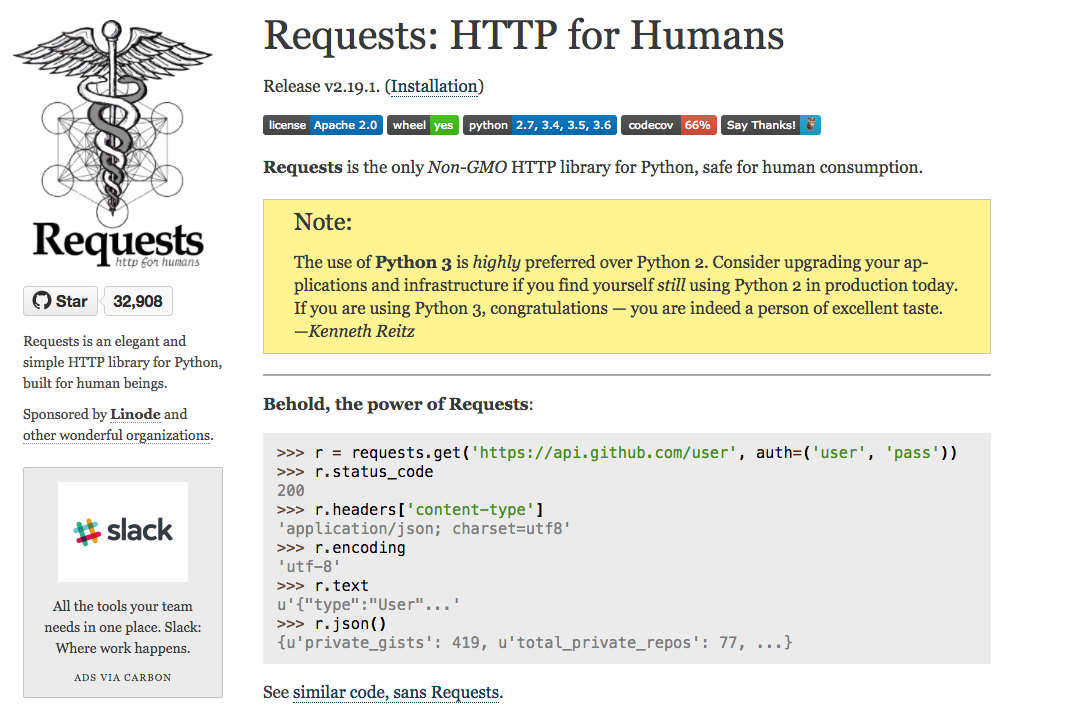 Requests
http for humans
Star
32,908
Requests is an elegant and
simple HTTP library for Python,
built for human beings.
Sponsored by Linode and
other wonderful organizations.
slack
All the tools your team
needs in one place. Slack:
Where work happens.
ADS VIA CARBON
Requests: HTTP for Humans
Release v2.19.1. (Installation)
license Apache 2.0 wheel yes python 2.7, 3.4, 3.5, 3.6 codecov 66% Say Thanks!
Requests is the only Non-GMO HTTP library for Python, safe for human consumption.
Note:
The use of Python 3 is highly preferred over Python 2. Consider upgrading your ap-
plications and infrastructure if you find yourself still using Python 2 in production today.
If you are using Python 3, congratulations — you are indeed a person of excellent taste.
—Kenneth Reitz
Behold, the power of Requests:
>>> r = requests.get('https://api.github.com/user', auth=('user', 'pass'))
>>> r.status_code
200
>>> r.headers['content-type']
'application/json; charset=utf8'
>>> r.encoding
'utf-8'
>>> r.text
u'{"type":"User"...'
>>> r.json()
{u'private_gists': 419, u'total_private_repos': 77, ...}
See similar code, sans Requests.